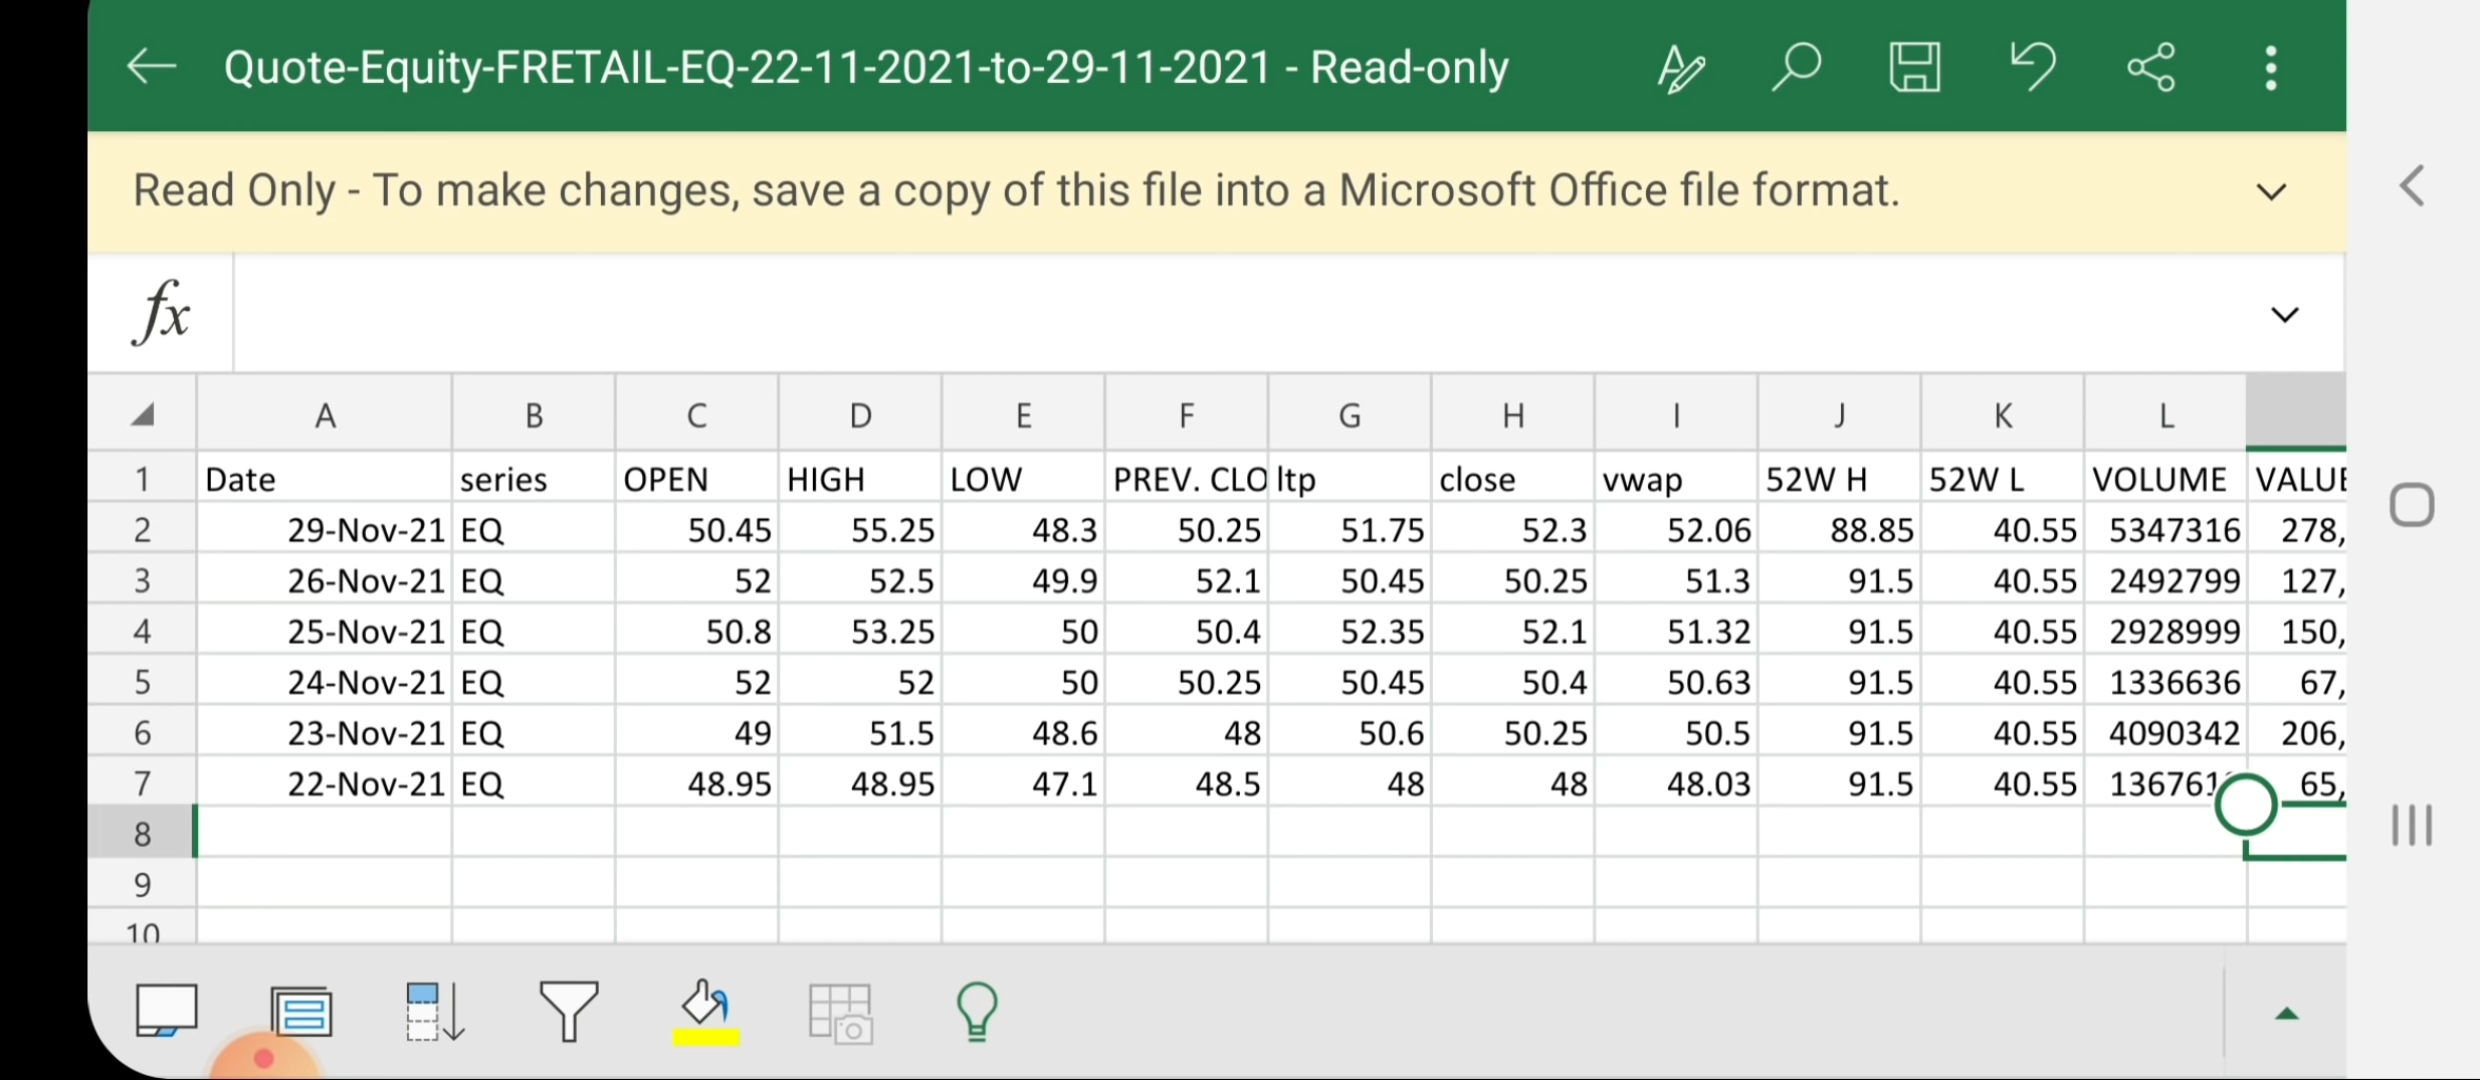 Quote-Equity-FRETAIL-EQ-22-11-2021-to-29-11-2021 - Read-only
Read Only - To make changes, save a copy of this file into a Microsoft Office file format.
fx
A B C D E F G H I J K L
1 Date series OPEN HIGH LOW PREV. CLO ltp close vwap 52W H 52W L VOLUME VALUE
2 29-Nov-21 EQ 50.45 55.25 48.3 50.25 51.75 52.3 52.06 88.85 40.55 5347316 278,
3 26-Nov-21 EQ 52 52.5 49.9 52.1 50.45 50.25 51.3 91.5 40.55 2492799 127,
4 25-Nov-21 EQ 50.8 53.25 50 50.4 52.35 52.1 51.32 91.5 40.55 2928999 150,
5 24-Nov-21 EQ 52 52 50 50.25 50.45 50.4 50.63 91.5 40.55 1336636 67,
6 23-Nov-21 EQ 49 51.5 48.6 48 50.6 50.25 50.5 91.5 40.55 4090342 206,
7 22-Nov-21 EQ 48.95 48.95 47.1 48.5 48 48 48.03 91.5 40.55 65,
8
9
10